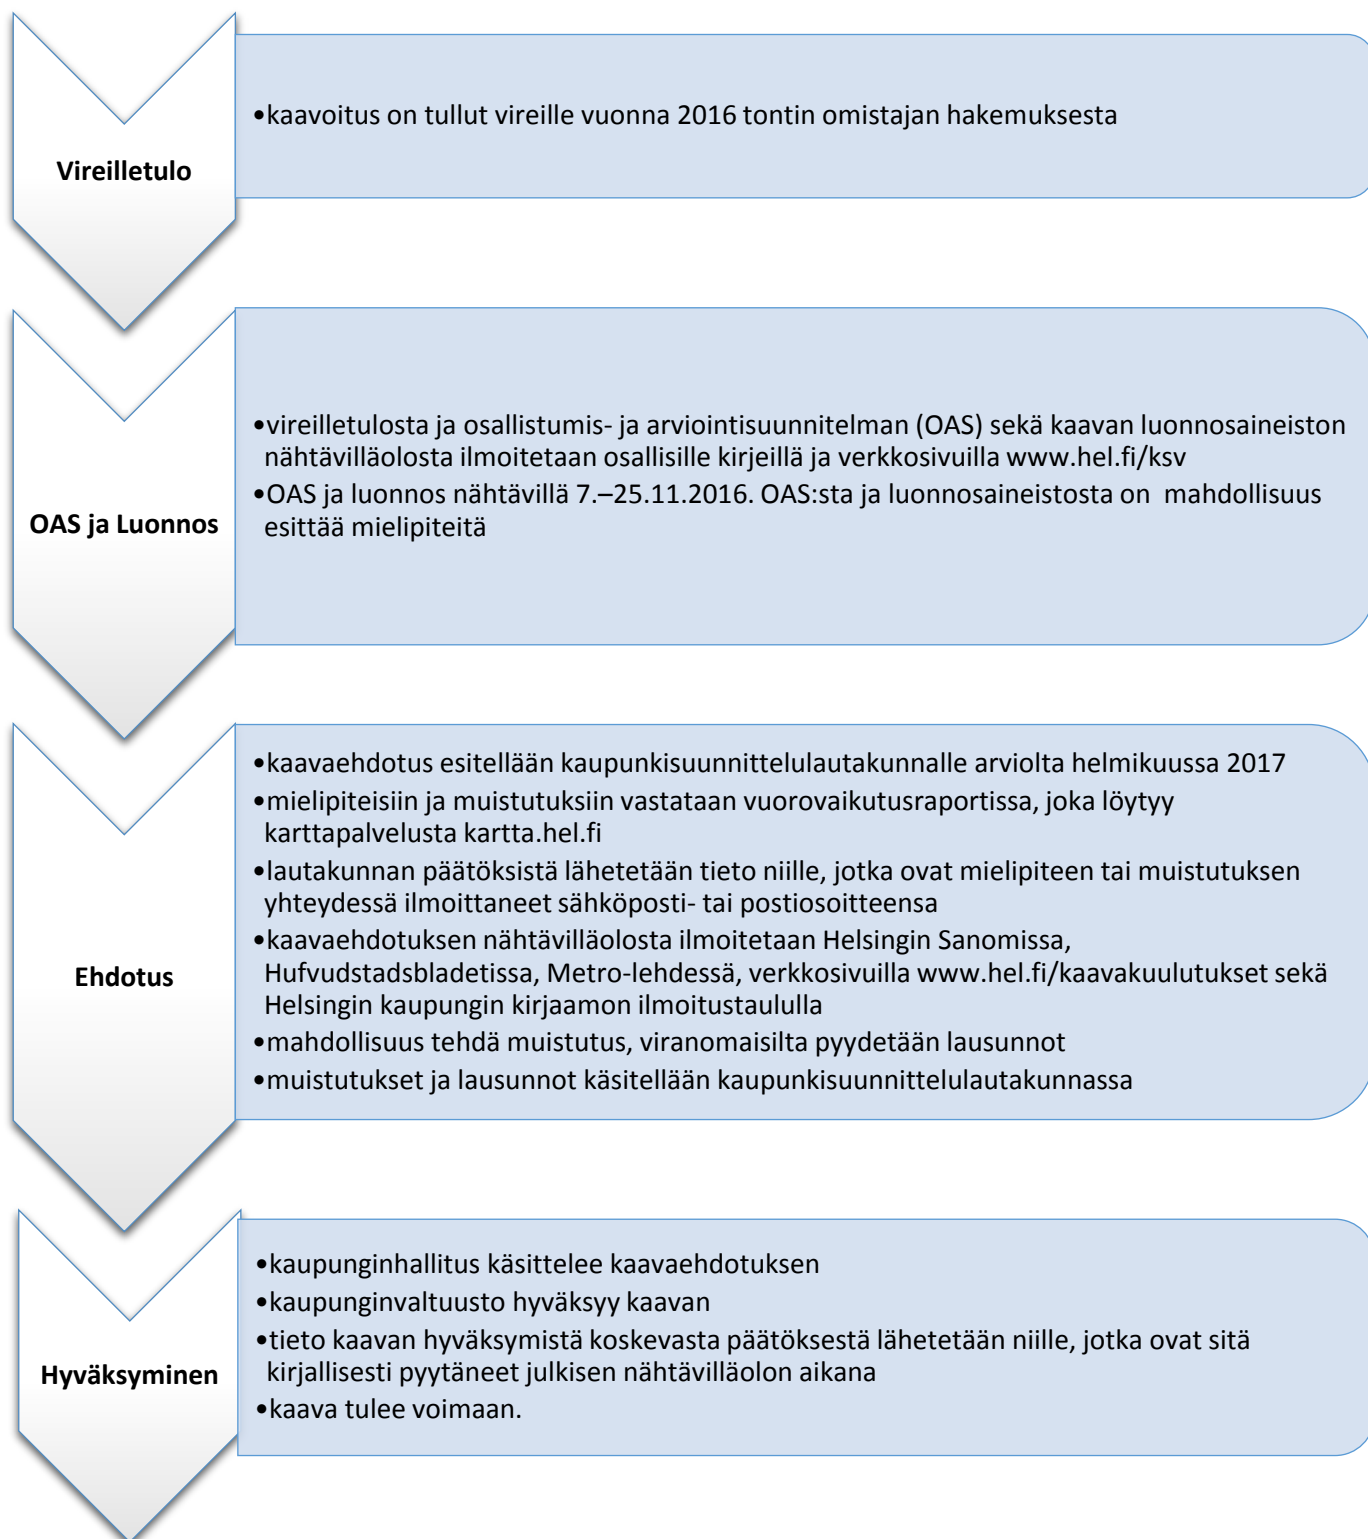 Vireilletulo
•kaavoitus on tullut vireille vuonna 2016 tontin omistajan hakemuksesta
OAS ja Luonnos
•vireilletulosta ja osallistumis- ja arviointisuunnitelman (OAS) sekä kaavan luonnosaineiston
nähtävilläolosta ilmoitetaan osallisille kirjeillä ja verkkosivuilla www.hel.fi/ksv
•OAS ja luonnos nähtävillä 7.–25.11.2016. OAS:sta ja luonnosaineistosta on mahdollisuus
esittää mielipiteitä
Ehdotus
•kaavaehdotus esitellään kaupunkisuunnittelulautakunnalle arviolta helmikuussa 2017
•mielipiteisiin ja muistutuksiin vastataan vuorovaikutusraportissa, joka löytyy
karttapalvelusta kartta.hel.fi
•lautakunnan päätöksistä lähetetään tieto niille, jotka ovat mielipiteen tai muistutuksen
yhteydessä ilmoittaneet sähköposti- tai postiosoitteensa
•kaavaehdotuksen nähtävilläolosta ilmoitetaan Helsingin Sanomissa,
Hufvudstadsbladetissa, Metro-lehdessä, verkkosivuilla www.hel.fi/kaavakuulutukset sekä
Helsingin kaupungin kirjaamon ilmoitustaululla
•mahdollisuus tehdä muistutus, viranomaisilta pyydetään lausunnot
•muistutukset ja lausunnot käsitellään kaupunkisuunnittelulautakunnassa
Hyväksyminen
•kaupunginhallitus käsittelee kaavaehdotuksen
•kaupunginvaltuusto hyväksyy kaavan
•tieto kaavan hyväksymistä koskevasta päätöksestä lähetetään niille, jotka ovat sitä
kirjallisesti pyytäneet julkisen nähtävilläolon aikana
•kaava tulee voimaan.